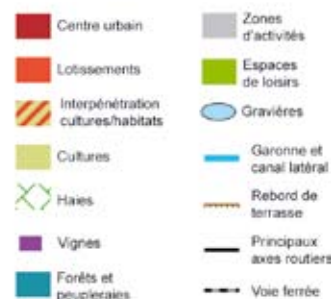 Centre urbain
Lotissements
Interpénétration
cultures/habitats
Cultures
Haies
Vignes
Forêts et
peupleraies
Zones
d'activités
Espaces
de loisirs
Gravières
Garonne et
canal latéral
Rebord de
terrasse
Principaux
axes routiers
Voie ferrée